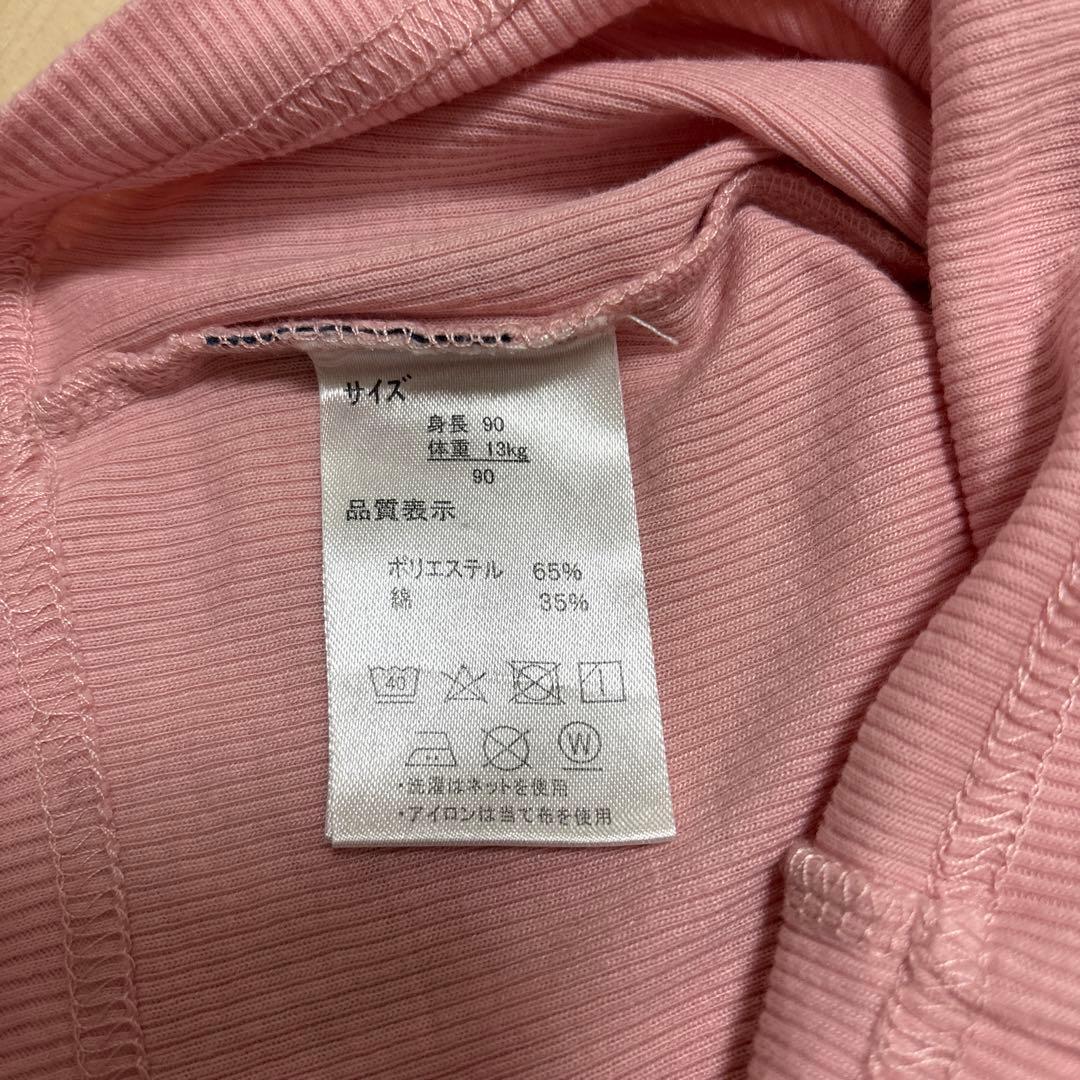 サイズ
身長 90
体重 13kg
90
品質表示
ポリエステル 65%
綿 35%
40
W
・洗濯はネットを使用
・アイロンは当て布を使用